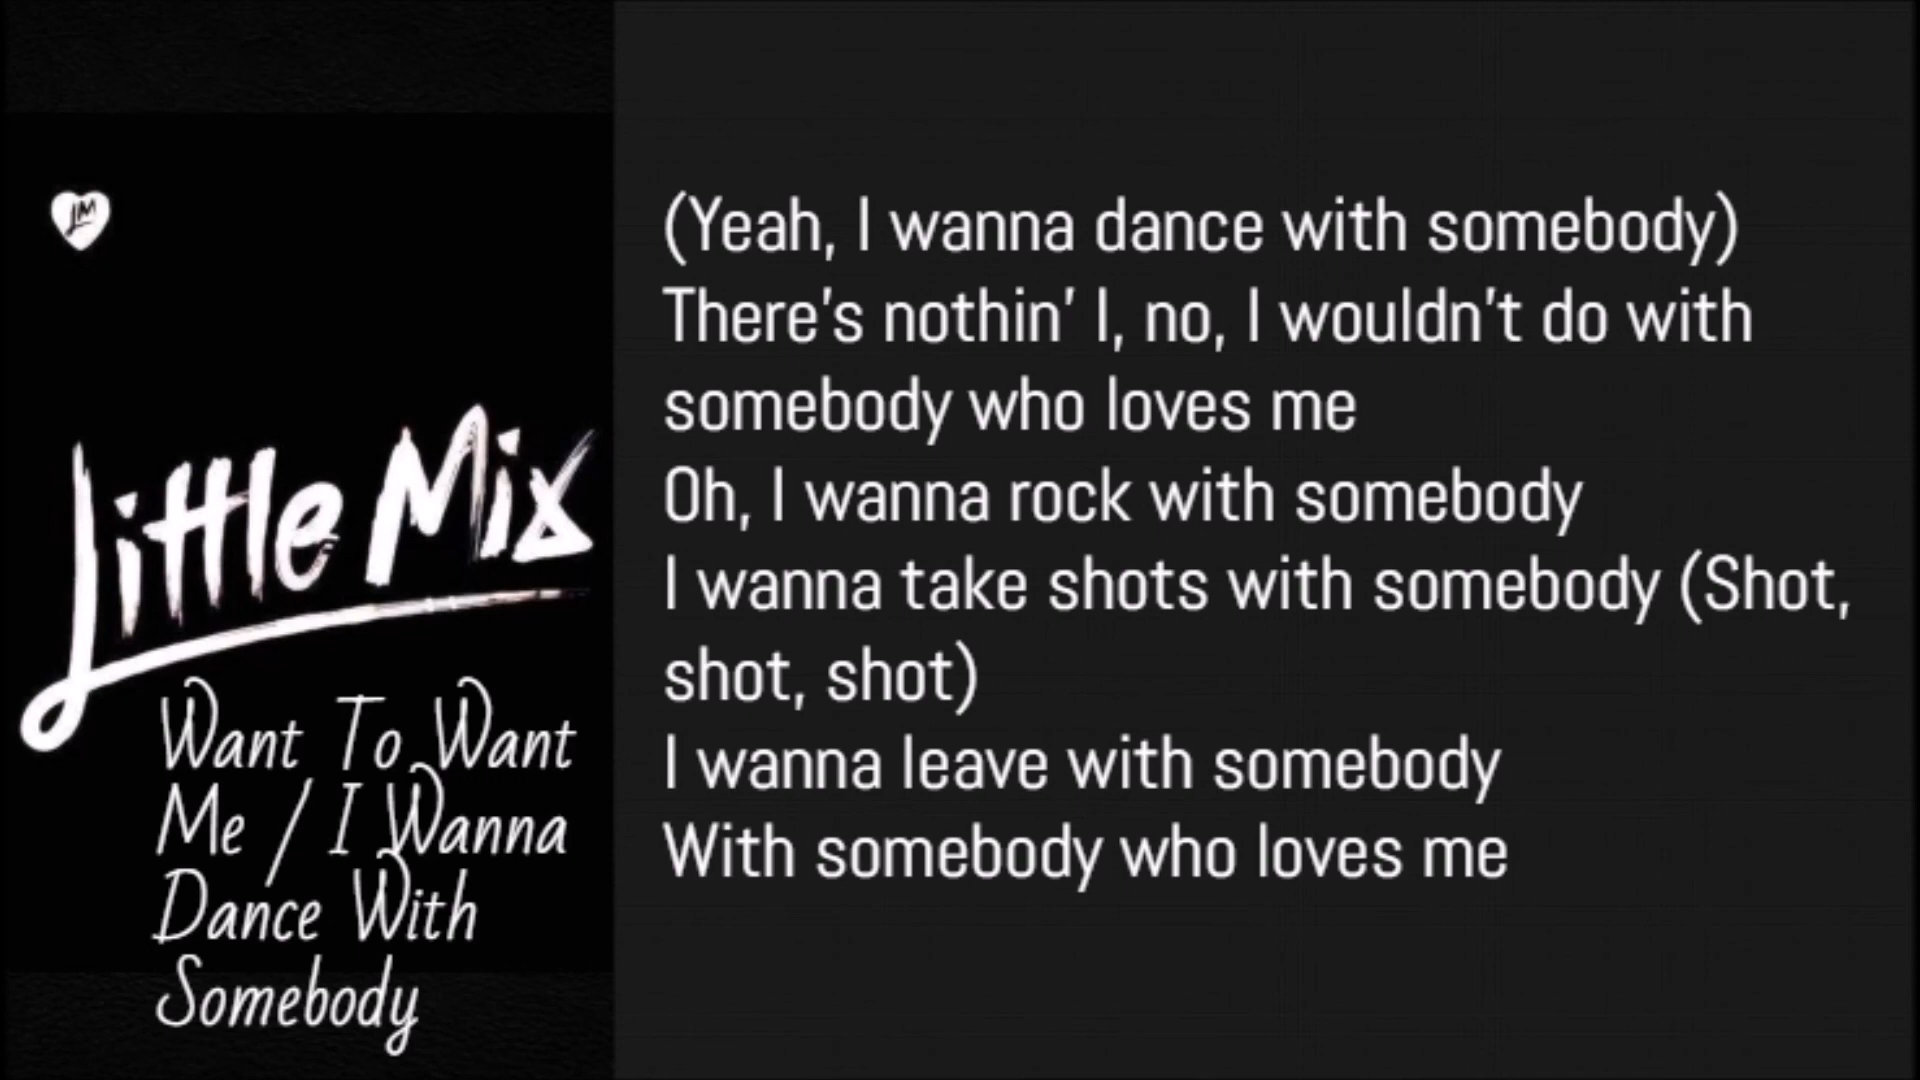 LM
Little Mix
Want To Want
Me / I Wanna
Dance With
Somebody
(Yeah, I wanna dance with somebody)
There's nothin' I, no, I wouldn't do with
somebody who loves me
Oh, I wanna rock with somebody
I wanna take shots with somebody (Shot,
shot, shot)
I wanna leave with somebody
With somebody who loves me